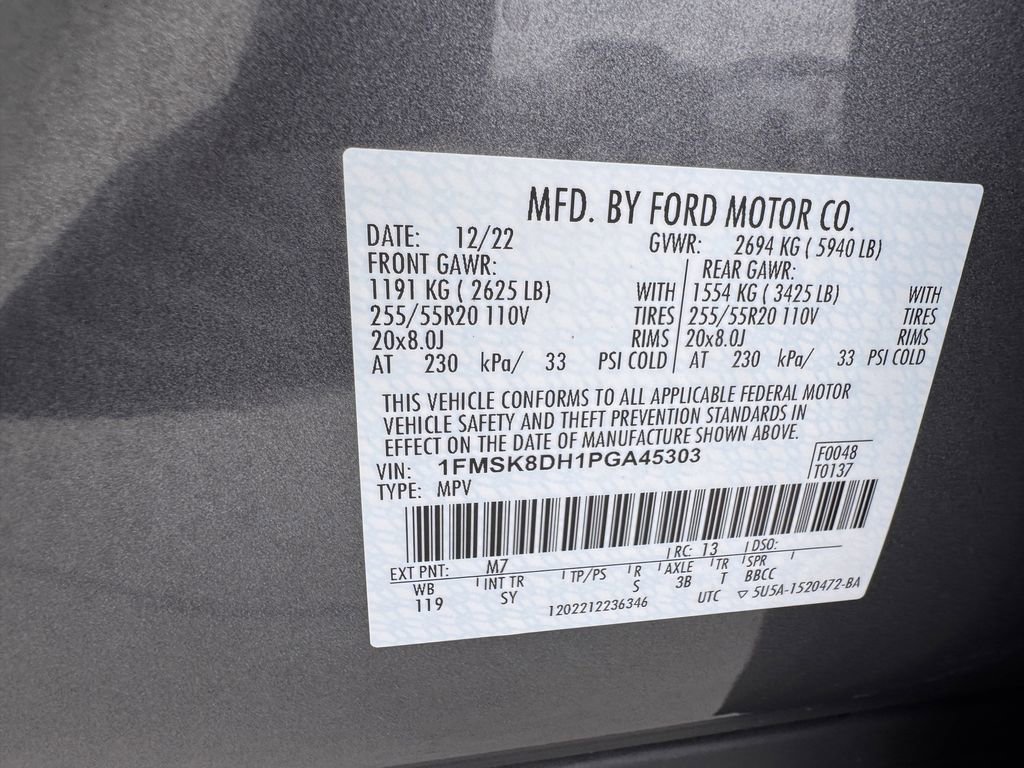 MFD. BY FORD MOTOR CO.
DATE: 12/22 GVWR: 2694 KG ( 5940 LB)
FRONT GAWR: REAR GAWR:
1191 KG ( 2625 LB) WITH 1554 KG ( 3425 LB) WITH
255/55R20 110V TIRES 255/55R20 110V TIRES
20x8.0J RIMS 20x8.0J RIMS
AT 230 kPa/ 33 PSI COLD AT 230 kPa/ 33 PSI COLD
THIS VEHICLE CONFORMS TO ALL APPLICABLE FEDERAL MOTOR
VEHICLE SAFETY AND THEFT PREVENTION STANDARDS IN
EFFECT ON THE DATE OF MANUFACTURE SHOWN ABOVE.
VIN: 1FMSK8DH1PGA45303 F0048
TYPE: MPV T0137
EXT PNT: M7 RC: 13 DSO:
WB INT TR TP/PS R AXLE TR SPR
119 SY S 3B T BBCC
1202212236346 UTC ▽ 5U5A-1520472-BA